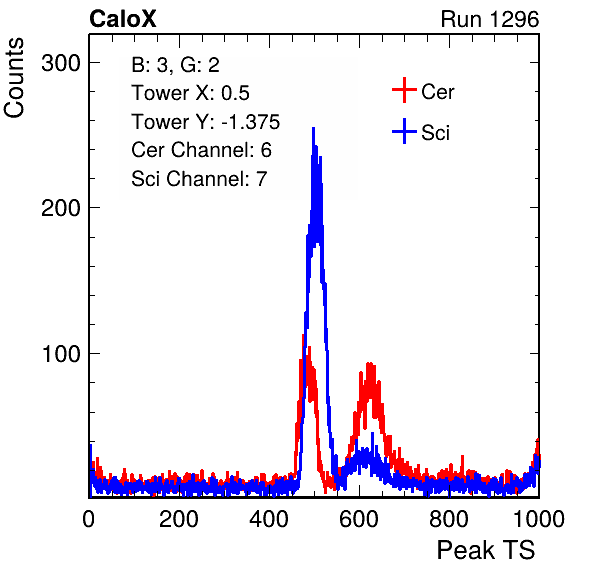 CaloX Run 1296
Counts
300
200
100
B: 3, G: 2
Tower X: 0.5
Tower Y: -1.375
Cer Channel: 6
Sci Channel: 7
Cer
Sci
0 200 400 600 800 1000
Peak TS